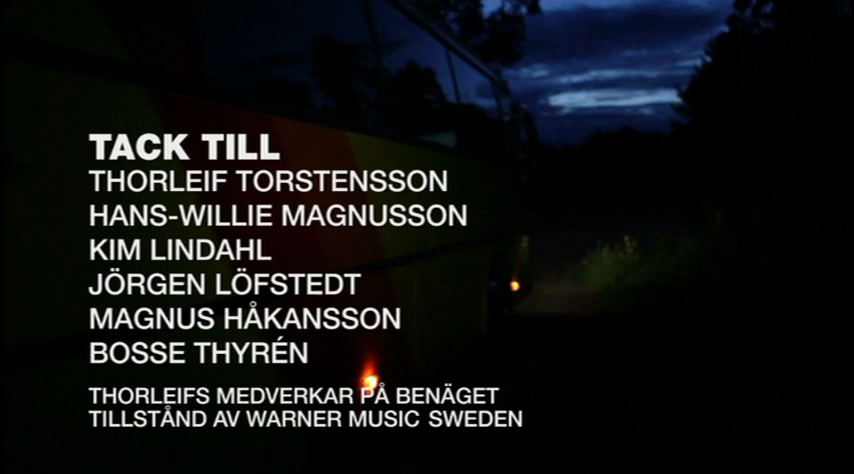 TACK TILL
THORLEIF TORSTENSSON
HANS-WILLIE MAGNUSSON
KIM LINDAHL
JÖRGEN LÖFSTEDT
MAGNUS HÅKANSSON
BOSSE THYRÉN
THORLEIFS MEDVERKAR PÅ BENÄGET
TILLSTÅND AV WARNER MUSIC SWEDEN